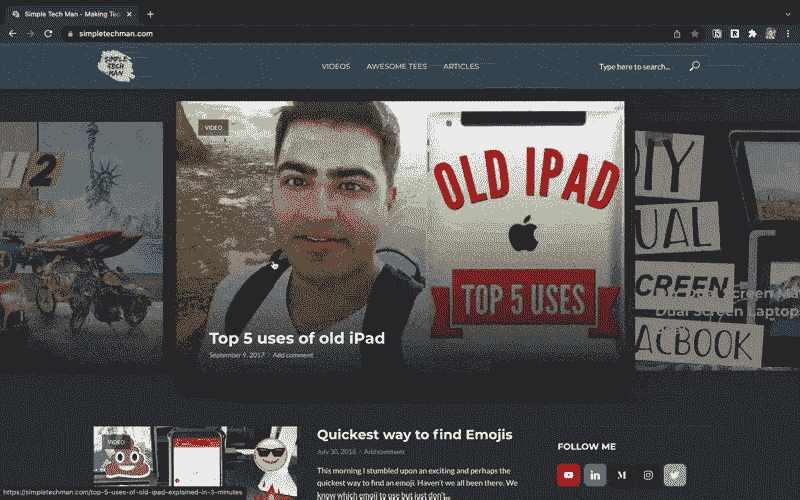 Simple Tech Man - Making Tec
simpletechman.com
SIMPLE
TECH
MAN
VIDEOS
AWESOME TEES
ARTICLES
Type here to search...
VIDEO
OLD IPAD
TOP 5 USES
Top 5 uses of old iPad
September 9, 2017
Add comment
2
DIY
UAL
CREEN
ACBOOK
Dual Screen Laptop
VIDEO
Quickest way to find Emojis
July 30, 2018
Add comment
This morning I stumbled upon an exciting and perhaps the
quickest way to find an emoji. Haven't we all been there. We
know which emoji to use but just don't...
FOLLOW ME
https://simpletechman.com/top-5-uses-of-old-ipad-explained-in-3-minutes